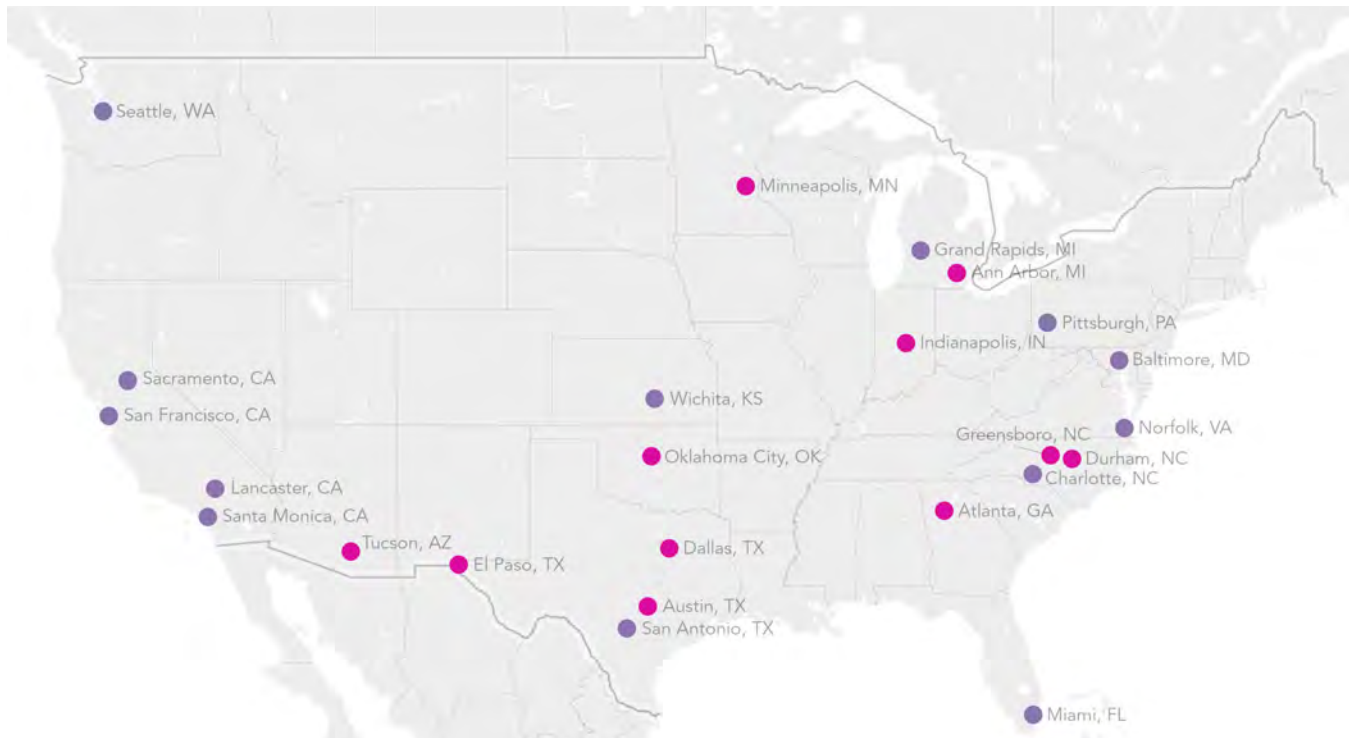 Seattle, WA
Minneapolis, MN
Grand Rapids, MI
Ann Arbor, MI
Pittsburgh, PA
Indianapolis, IN
Baltimore, MD
Sacramento, CA
Wichita, KS
San Francisco, CA
Norfolk, VA
Greensboro, NC
Oklahoma City, OK
Durham, NC
Charlotte, NC
Lancaster, CA
Atlanta, GA
Santa Monica, CA
Tucson, AZ
Dallas, TX
El Paso, TX
Austin, TX
San Antonio, TX
Miami, FL